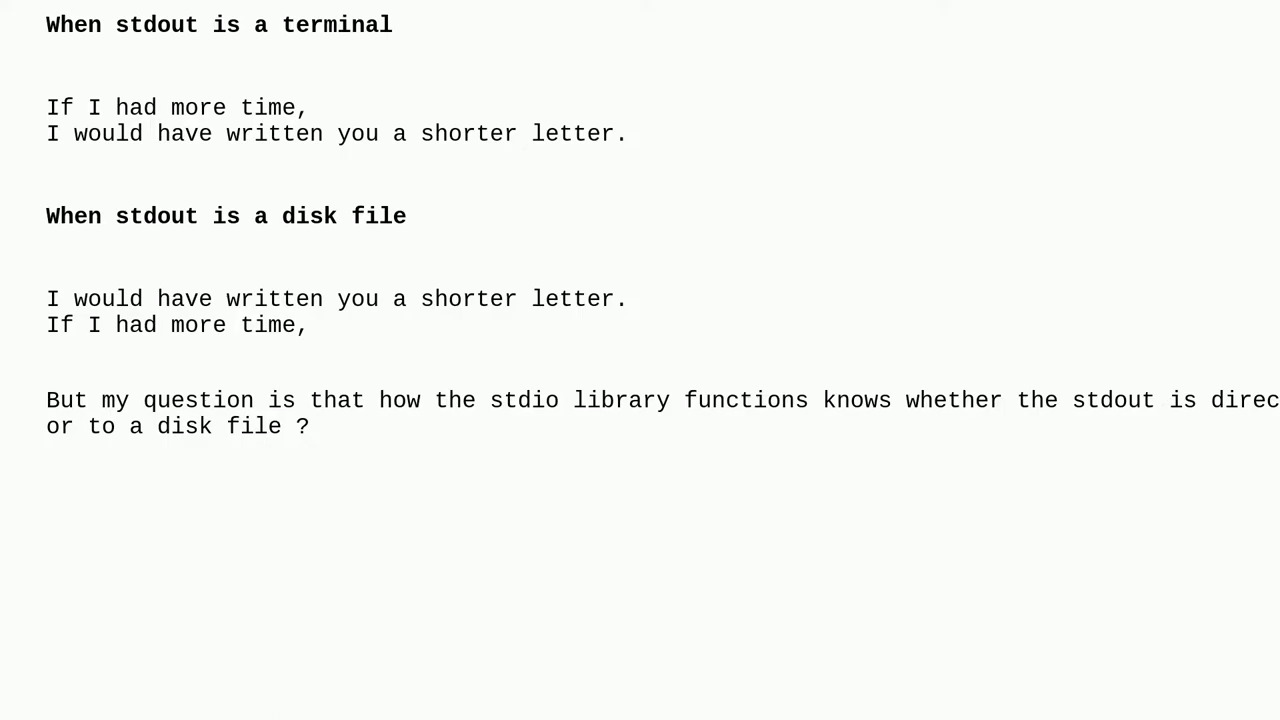 When stdout is a terminal
If I had more time,
I would have written you a shorter letter.
When stdout is a disk file
I would have written you a shorter letter.
If I had more time,
But my question is that how the stdio library functions knows whether the stdout is direc
or to a disk file ?